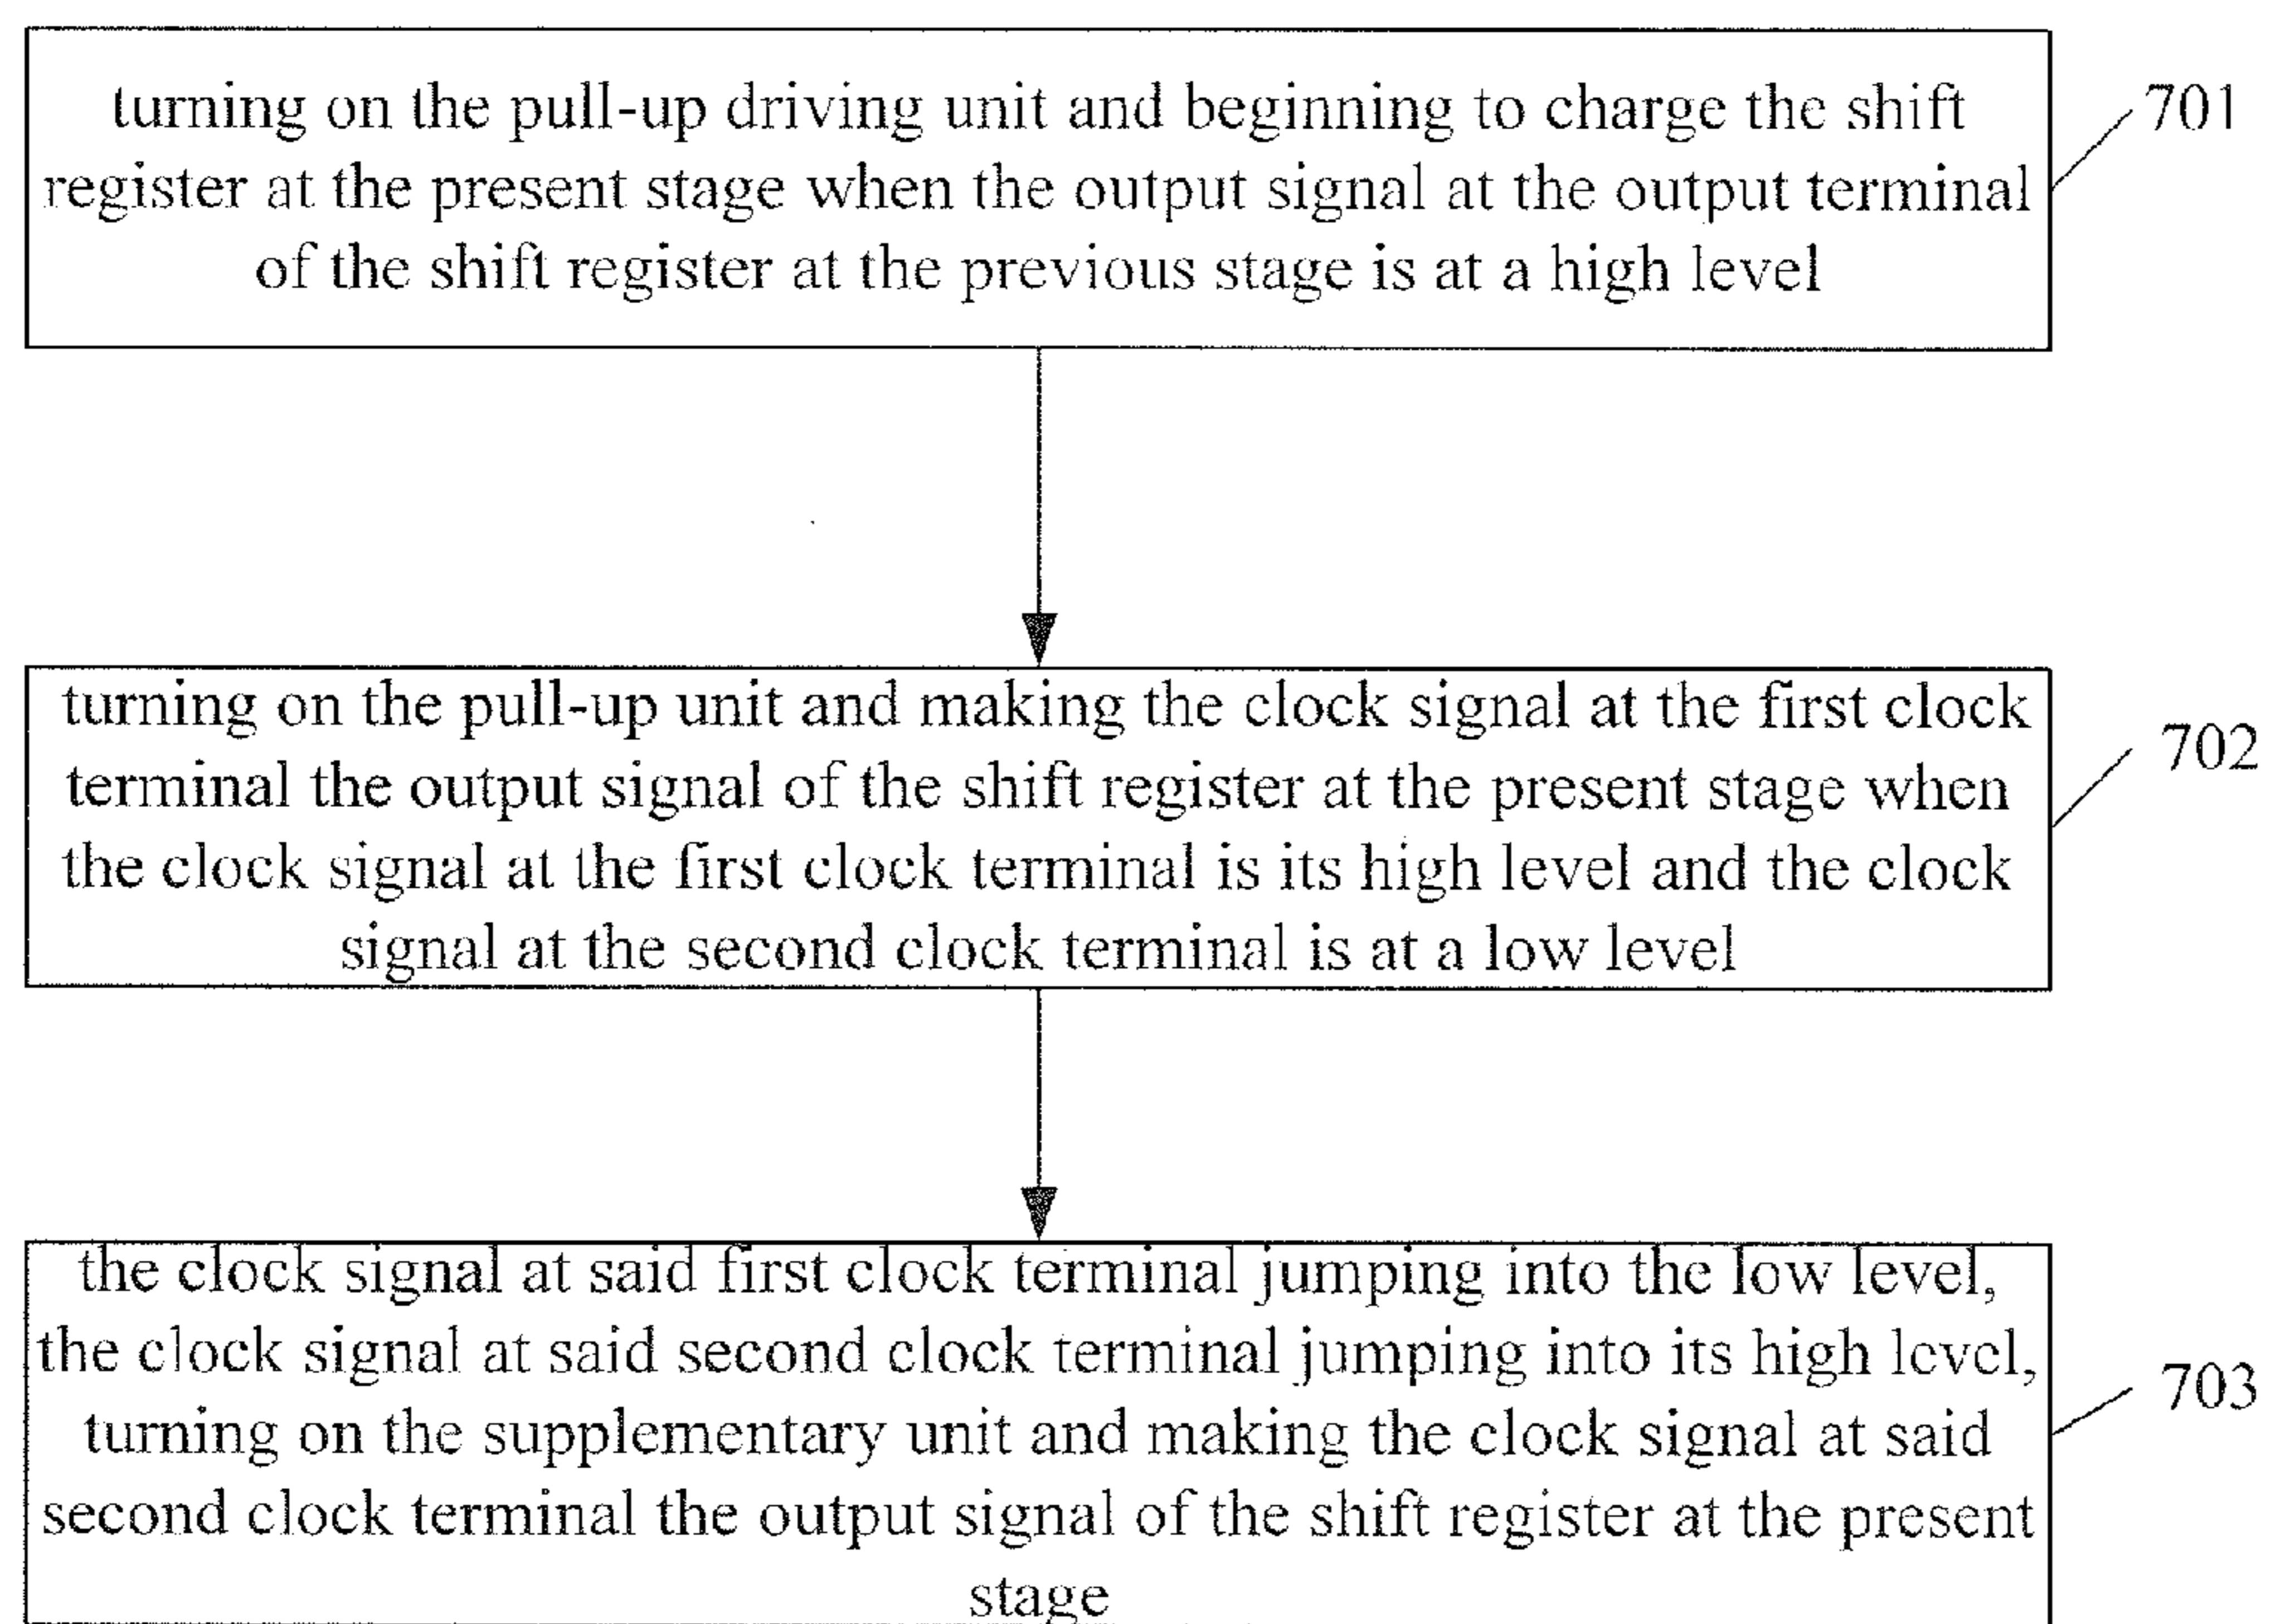 turning on the pull-up driving unit and beginning to charge the shift
register at the present stage when the output signal at the output terminal
of the shift register at the previous stage is at a high level
701
turning on the pull-up unit and making the clock signal at the first clock
terminal the output signal of the shift register at the present stage when
the clock signal at the first clock terminal is its high level and the clock
signal at the second clock terminal is at a low level
702
the clock signal at said first clock terminal jumping into the low level,
the clock signal at said second clock terminal jumping into its high level,
turning on the supplementary unit and making the clock signal at said
second clock terminal the output signal of the shift register at the present
stage
703